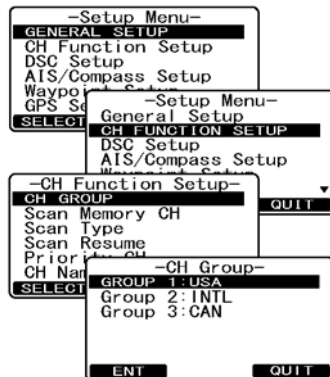 -Setup Menu-
GENERAL SETUP
CH Function Setup
DSC Setup
AIS/Compass Setup
GPS
SELECT
-Setup Menu-
General Setup
CH FUNCTION SETUP
DSC Setup
AIS/Compass Setup
QUIT
-CH Function Setup-
CH GROUP
Scan Memory CH
Scan Type
Scan Resume
CH
SELECT
-CH Group-
GROUP 1:USA
Group 2:INTL
Group 3:CAN
ENT QUIT